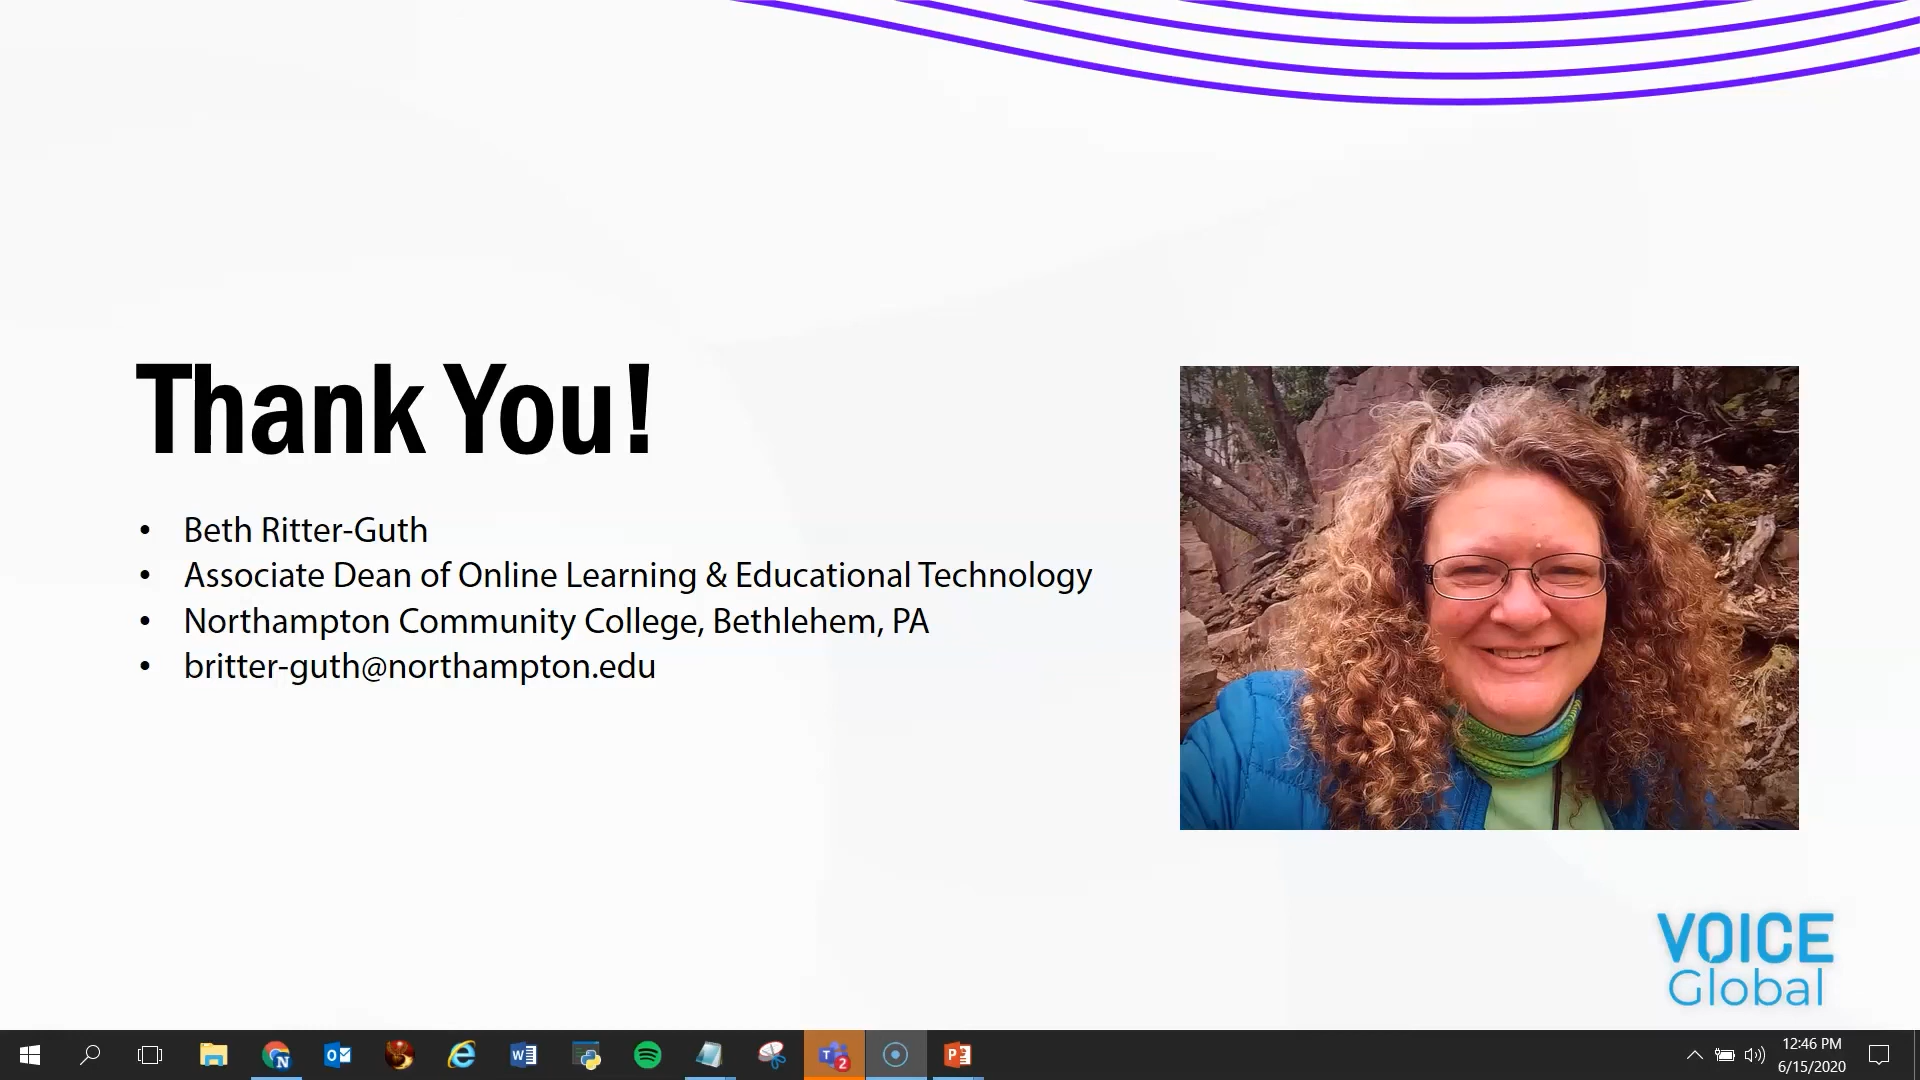 Thank You!
• Beth Ritter-Guth
• Associate Dean of Online Learning & Educational Technology
• Northampton Community College, Bethlehem, PA
• britter-guth@northampton.edu
VOICE
Global
N
O
W
T
2
P
12:46 PM
6/15/2020